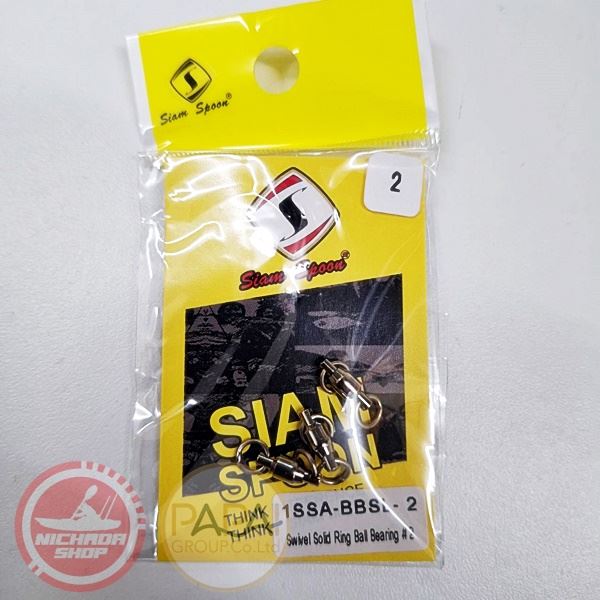 S
Siam Spoon®
2
S
Siam Spoon®
SIAM
SPOON
THINK
THINK
1SSA-BBSL- 2
Swivel Solid Ring Ball Bearing # 2
NICHADA
SHOP
GROUP.Co.Ltd